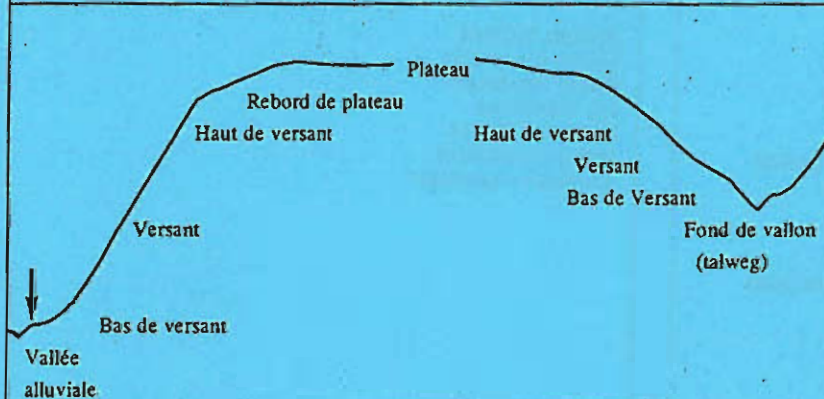 Plateau
Rebord de plateau
Haut de versant
Haut de versant
Versant
Bas de Versant
Versant
Fond de vallon
(talweg)
Bas de versant
Vallée
alluviale